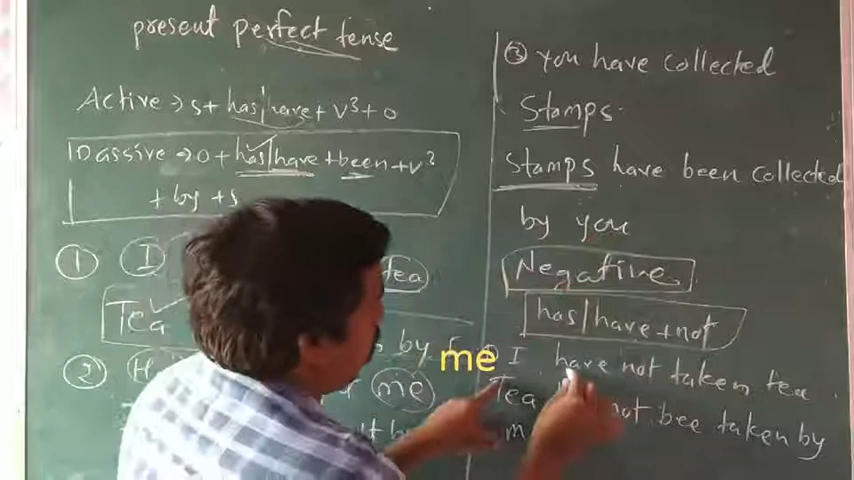 present perfect tense
Active → s+ has/have + v³ + o
Passive → o + has/have + been + v³
+ by + s
① I tea
Tea by
② me
③ you have collected
Stamps.
Stamps have been collected
by you
Negative
has/have + not
I have not taken tea
Tea not bee taken by
m
me